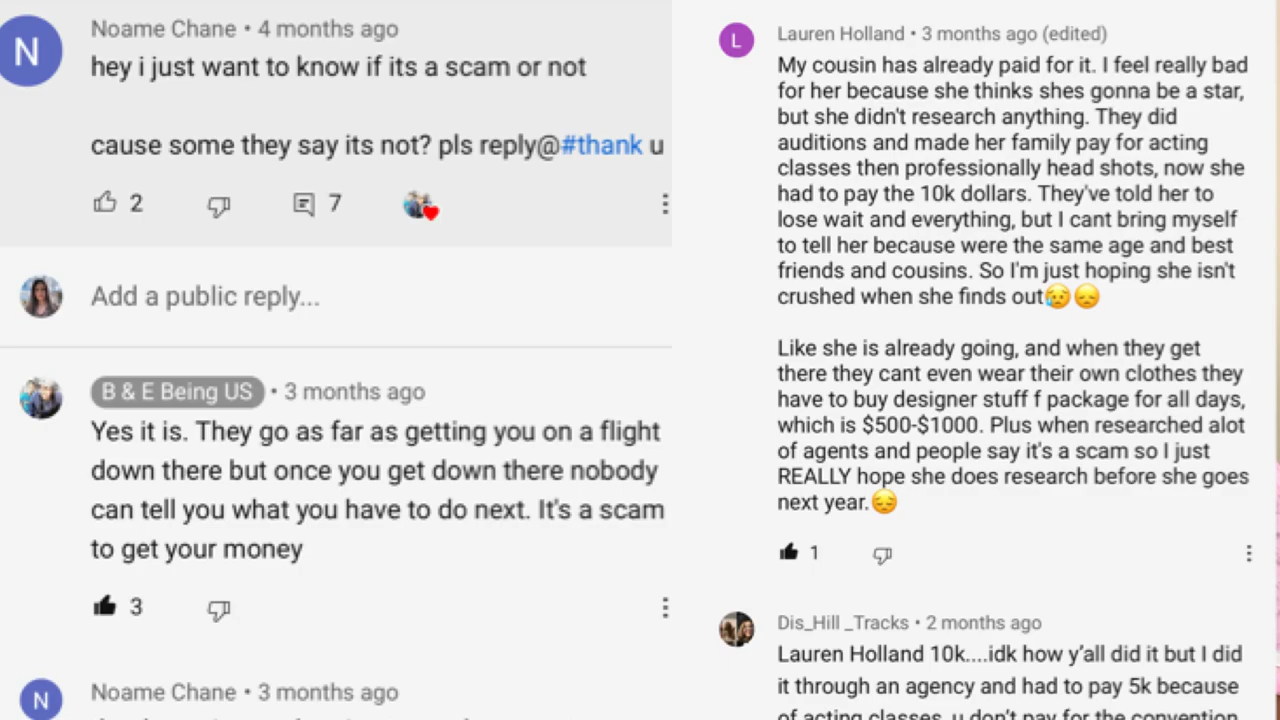 N
Noame Chane • 4 months ago
hey i just want to know if its a scam or not
cause some they say its not? pls reply@#thank u
2
7
Add a public reply...
B & E Being US • 3 months ago
Yes it is. They go as far as getting you on a flight
down there but once you get down there nobody
can tell you what you have to do next. It's a scam
to get your money
3
N
Noame Chane • 3 months ago
L
Lauren Holland • 3 months ago (edited)
My cousin has already paid for it. I feel really bad
for her because she thinks shes gonna be a star,
but she didn't research anything. They did
auditions and made her family pay for acting
classes then professionally head shots, now she
had to pay the 10k dollars. They've told her to
lose wait and everything, but I cant bring myself
to tell her because were the same age and best
friends and cousins. So I'm just hoping she isn't
crushed when she finds out😥😞
Like she is already going, and when they get
there they cant even wear their own clothes they
have to buy designer stuff f package for all days,
which is $500-$1000. Plus when researched alot
of agents and people say it's a scam so I just
REALLY hope she does research before she goes
next year.😔
1
Dis_Hill _Tracks • 2 months ago
Lauren Holland 10k....idk how y'all did it but I did
it through an agency and had to pay 5k because
of acting classes, u don't pay for the convention